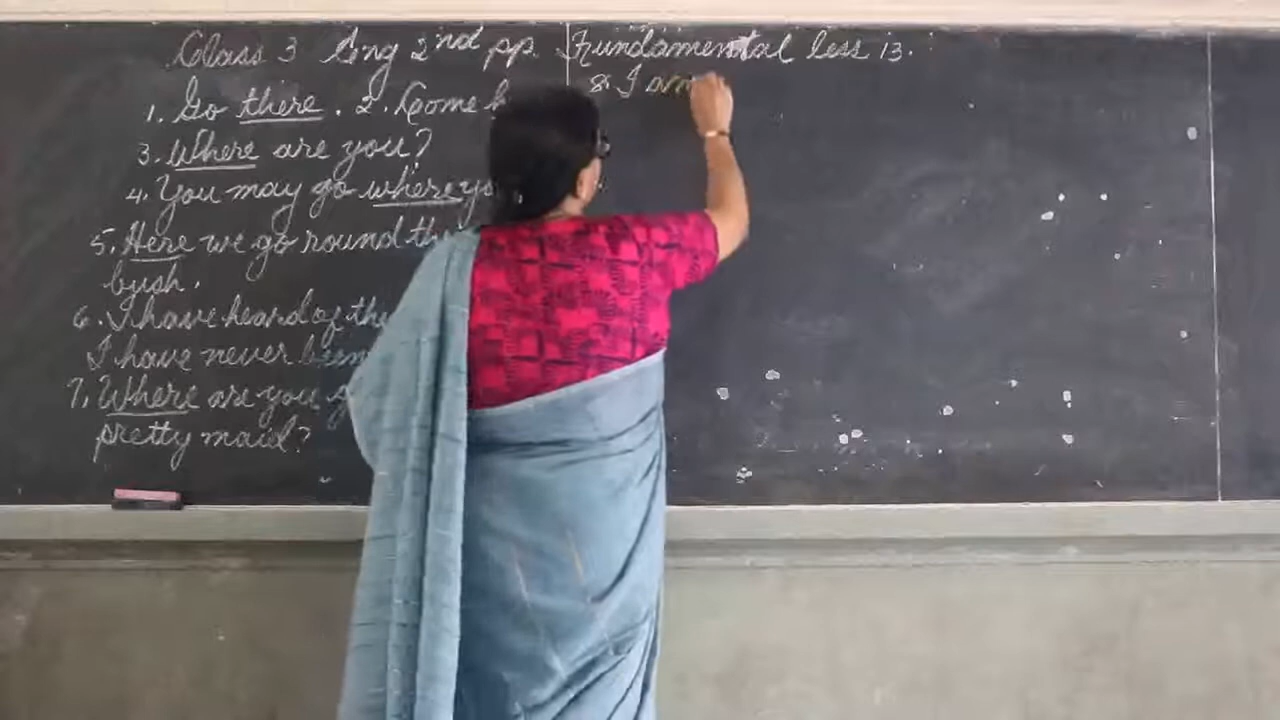 Class 3 Eng 2nd pp. Fundamental less 13.
1. Go there. 2. Come
3. Where are you?
4. You may go where
5. Here we go round
bush.
6. I have heard of
I have never been
7. Where are you
pretty maid?
8. I am